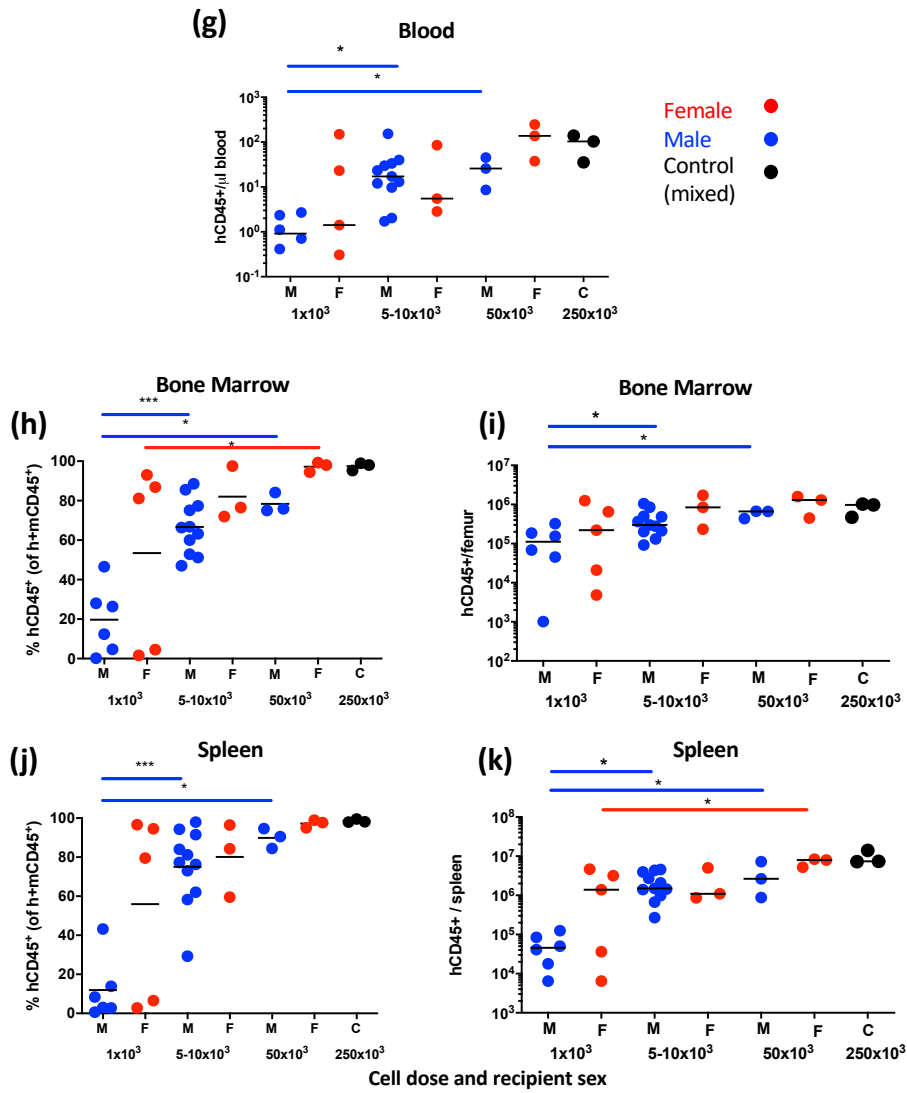 (g)
Blood
*
*
hCD45+/µl blood
10³
10²
10¹
10⁰
10⁻¹
M F M F M F C
1x10³ 5-10x10³ 50x10³ 250x10³
Female
Male
Control
(mixed)
(h)
Bone Marrow
***
*
*
% hCD45⁺ (of h+mCD45⁺)
100
80
60
40
20
0
M F M F M F C
1x10³ 5-10x10³ 50x10³ 250x10³
(i)
Bone Marrow
*
*
hCD45+/femur
10⁷
10⁶
10⁵
10⁴
10³
10²
M F M F M F C
1x10³ 5-10x10³ 50x10³ 250x10³
(j)
Spleen
***
*
% hCD45⁺ (of h+mCD45⁺)
100
80
60
40
20
0
M F M F M F C
1x10³ 5-10x10³ 50x10³ 250x10³
(k)
Spleen
*
*
*
hCD45+ / spleen
10⁸
10⁷
10⁶
10⁵
10⁴
10³
M F M F M F C
1x10³ 5-10x10³ 50x10³ 250x10³
Cell dose and recipient sex